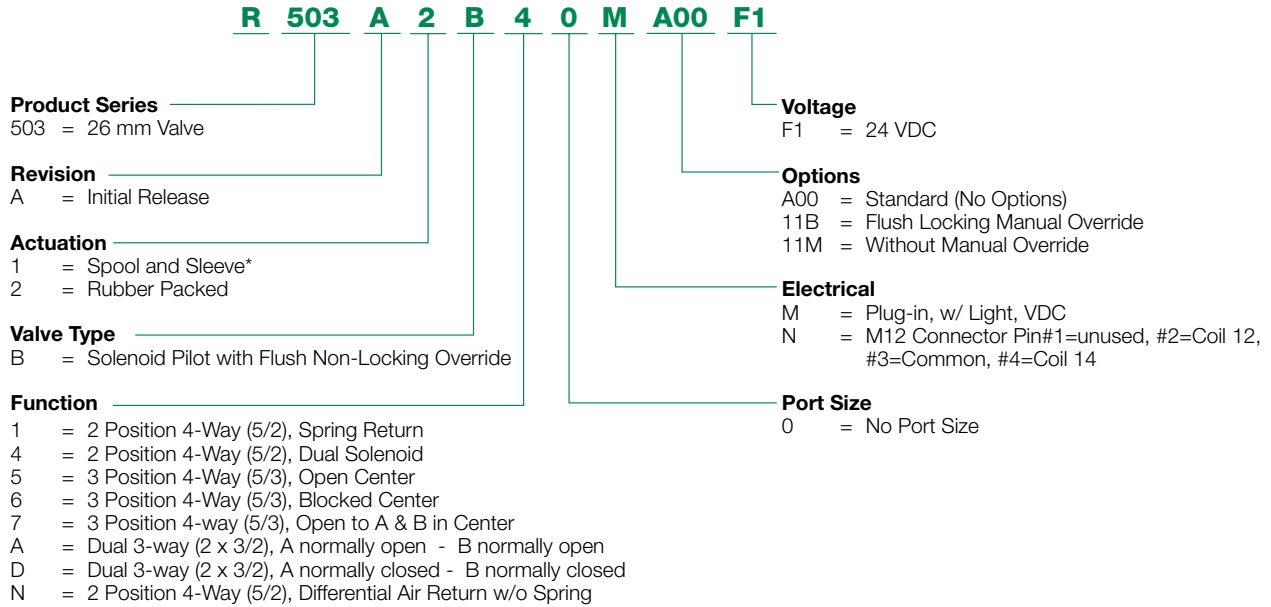 R 503 A 2 B 4 0 M A00 F1
Product Series
503 = 26 mm Valve
Revision
A = Initial Release
Actuation
1 = Spool and Sleeve*
2 = Rubber Packed
Valve Type
B = Solenoid Pilot with Flush Non-Locking Override
Function
1 = 2 Position 4-Way (5/2), Spring Return
4 = 2 Position 4-Way (5/2), Dual Solenoid
5 = 3 Position 4-Way (5/3), Open Center
6 = 3 Position 4-Way (5/3), Blocked Center
7 = 3 Position 4-way (5/3), Open to A & B in Center
A = Dual 3-way (2 x 3/2), A normally open - B normally open
D = Dual 3-way (2 x 3/2), A normally closed - B normally closed
N = 2 Position 4-Way (5/2), Differential Air Return w/o Spring
Voltage
F1 = 24 VDC
Options
A00 = Standard (No Options)
11B = Flush Locking Manual Override
11M = Without Manual Override
Electrical
M = Plug-in, w/ Light, VDC
N = M12 Connector Pin#1=unused, #2=Coil 12,
#3=Common, #4=Coil 14
Port Size
0 = No Port Size